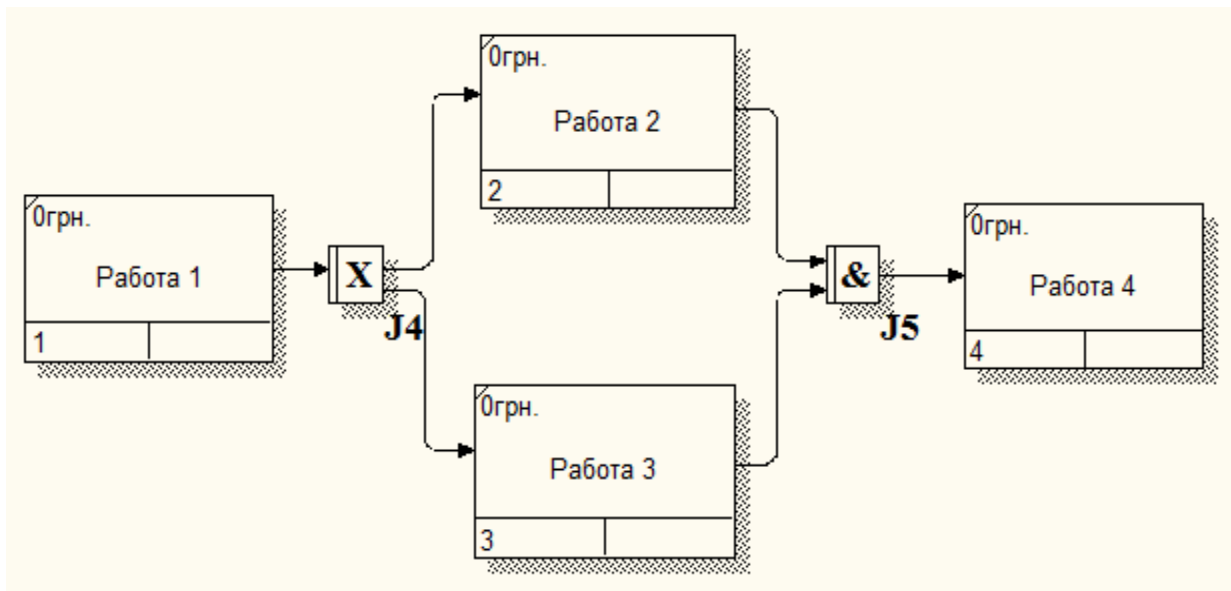 0грн.
Работа 1
1
X
J4
0грн.
Работа 2
2
0грн.
Работа 3
3
&
J5
0грн.
Работа 4
4